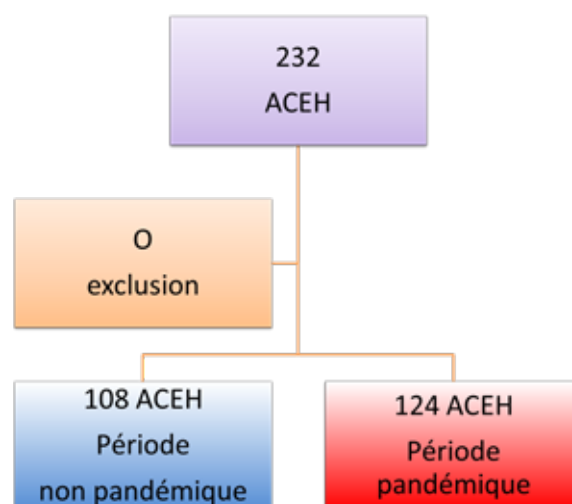 232
ACEH
O
exclusion
108 ACEH
Période
non pandémique
124 ACEH
Période
pandémique